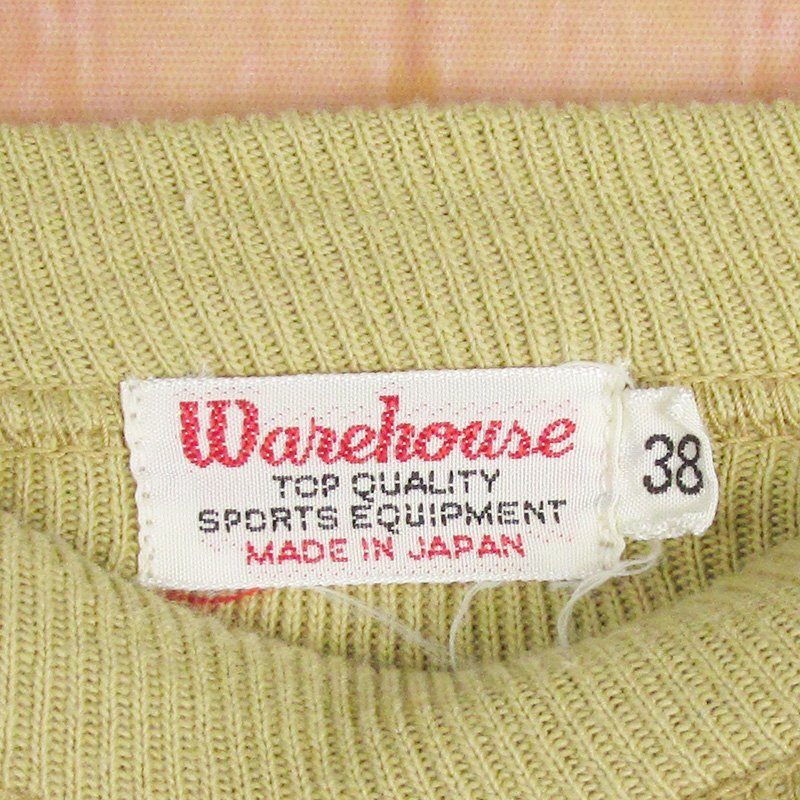 Warehouse
TOP QUALITY
SPORTS EQUIPMENT
MADE IN JAPAN
38